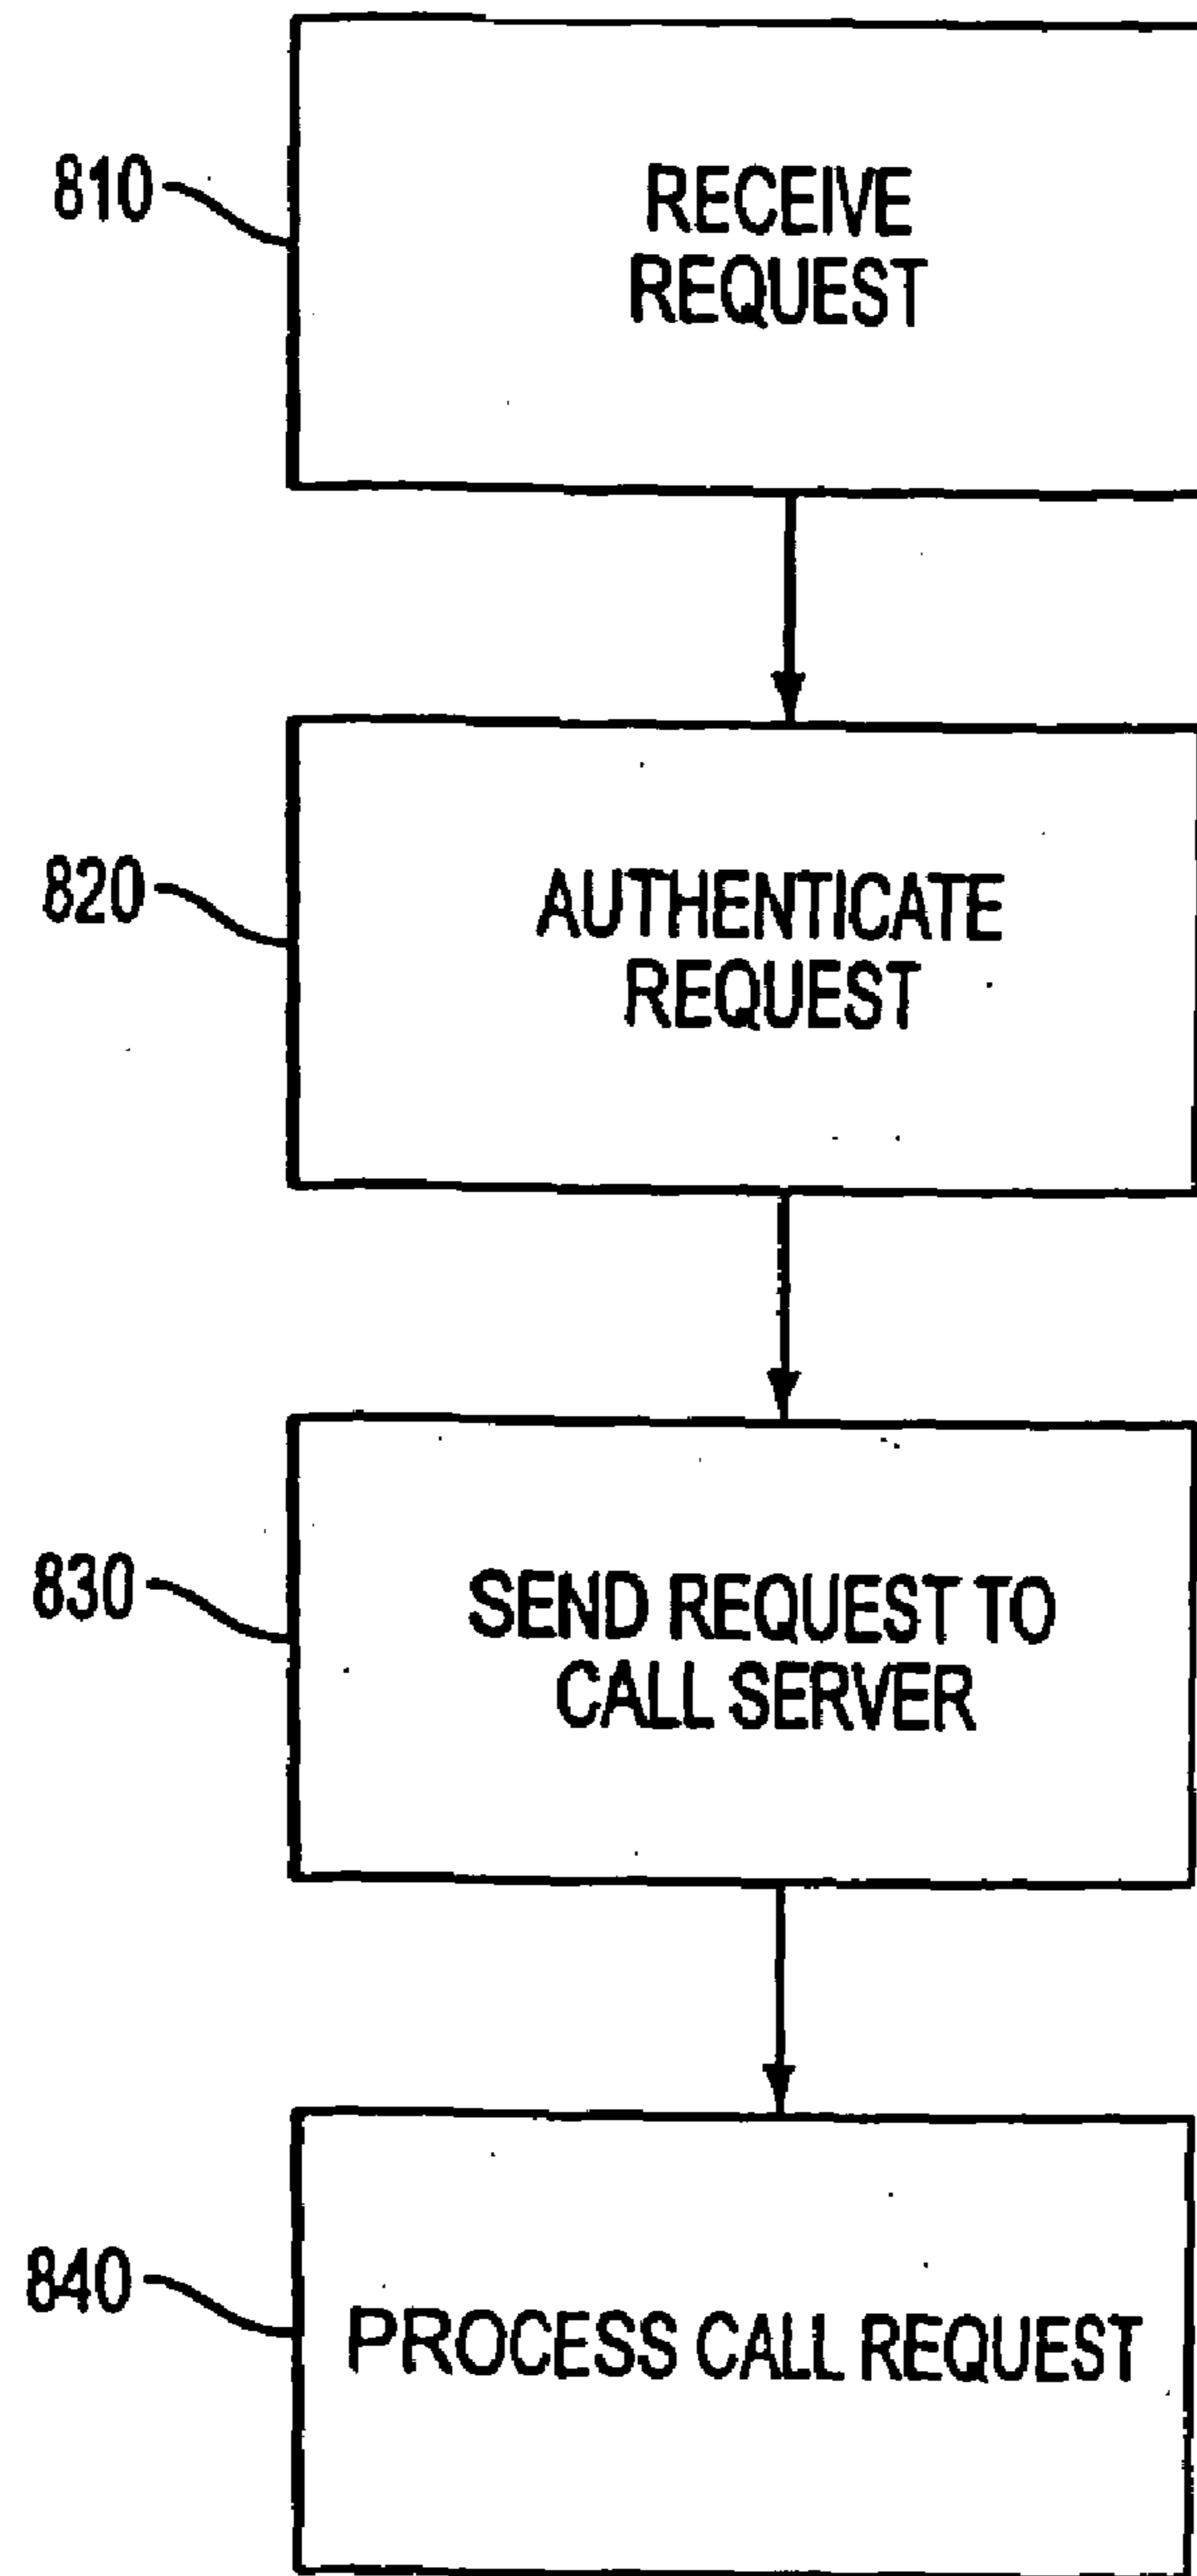 810
RECEIVE
REQUEST
820
AUTHENTICATE
REQUEST
830
SEND REQUEST TO
CALL SERVER
840
PROCESS CALL REQUEST